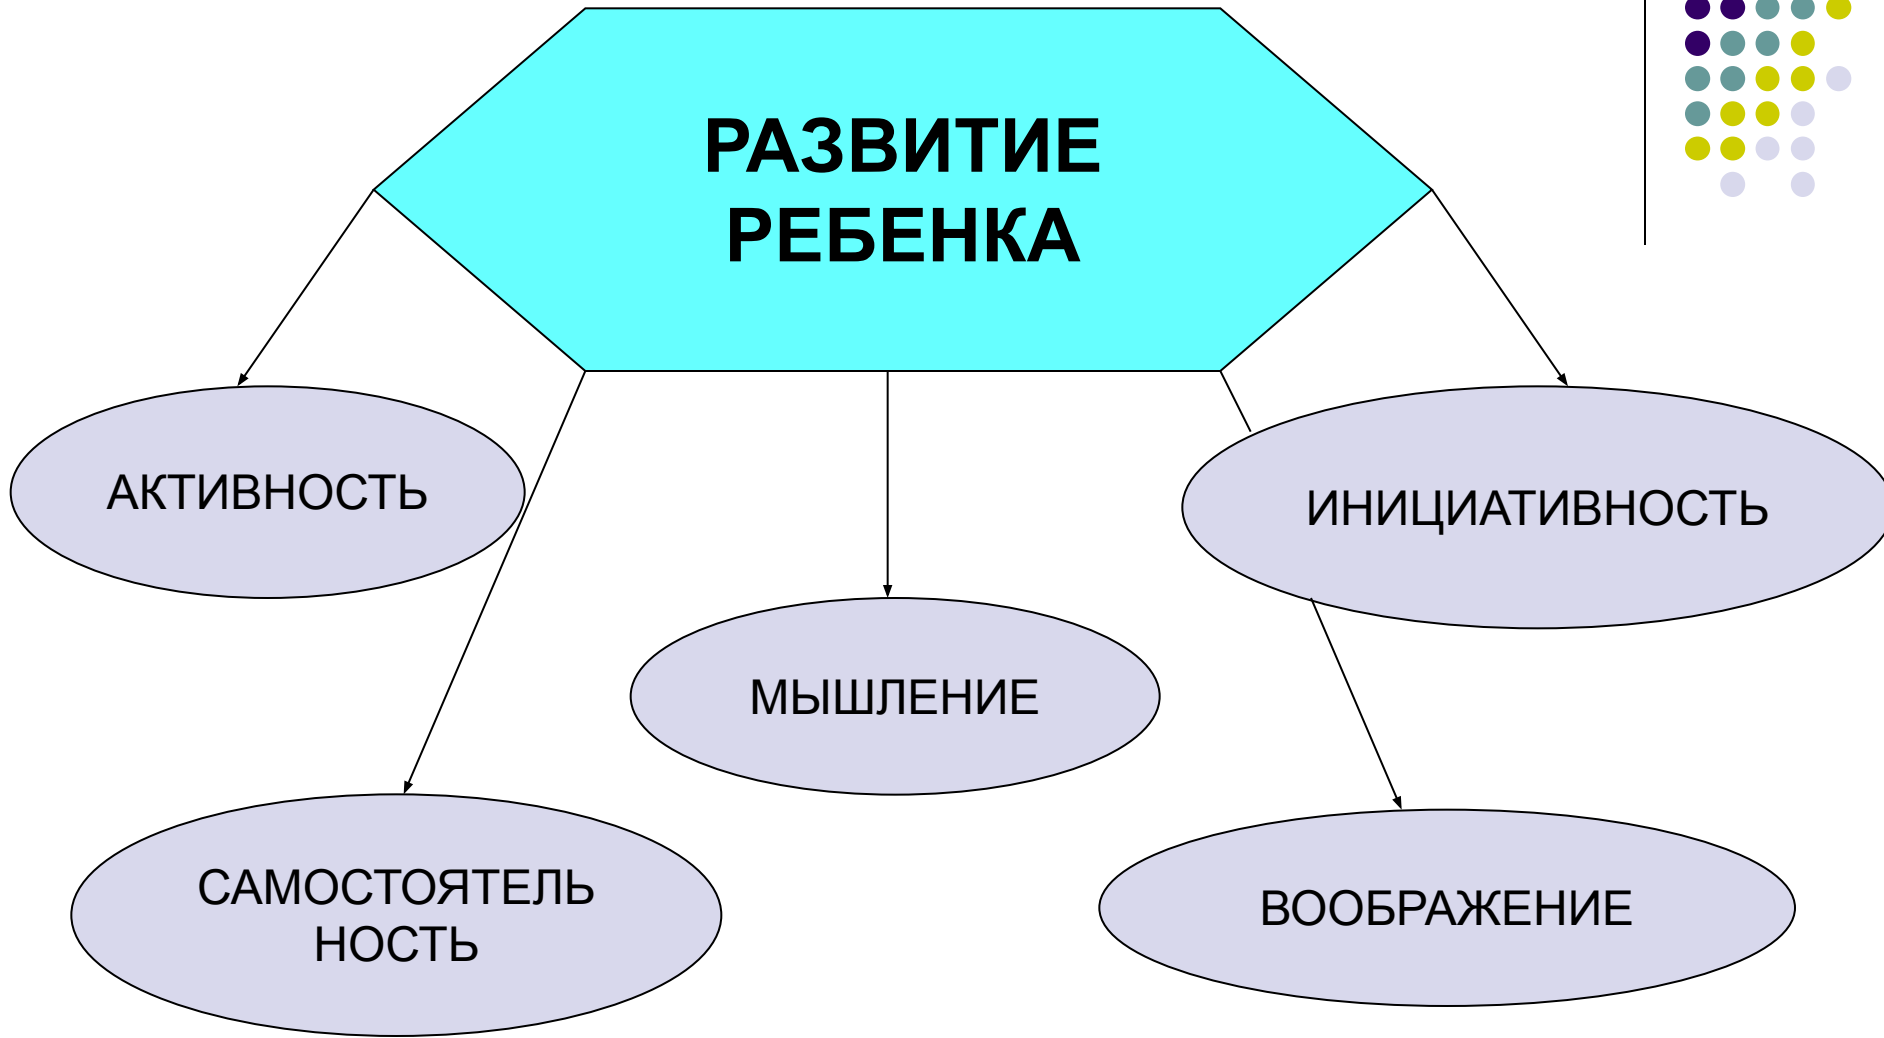 РАЗВИТИЕ
РЕБЕНКА
АКТИВНОСТЬ
ИНИЦИАТИВНОСТЬ
МЫШЛЕНИЕ
САМОСТОЯТЕЛЬ
НОСТЬ
ВООБРАЖЕНИЕ